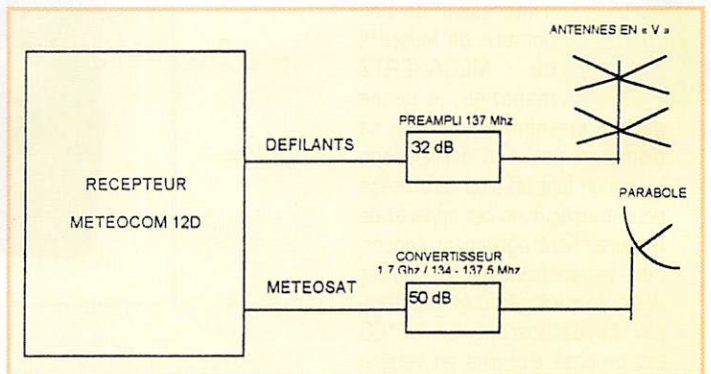 ANTENNES EN « V »
PREAMPLI 137 Mhz
32 dB
DEFILANTS
RECEPTEUR
METEOCOM 12D
PARABOLE
CONVERTISSEUR
1.7 Ghz / 134 - 137.5 Mhz
METEOSAT
50 dB